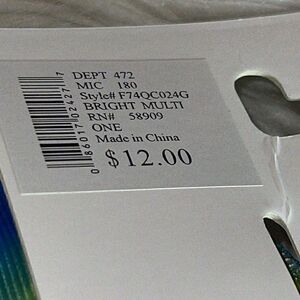 DEPT 472
MIC 180
Style# F74QC024G
BRIGHT MULTI
RN# 58909
ONE
Made in China
$12.00